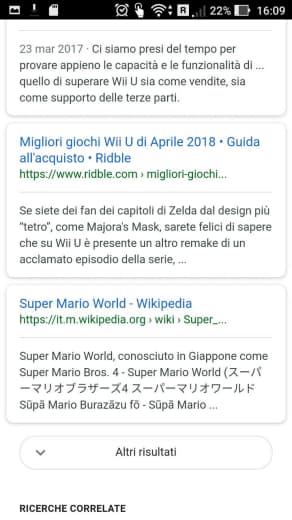 R 22% 16:09
23 mar 2017 · Ci siamo presi del tempo per
provare appieno le capacità e le funzionalità di ...
quello di superare Wii U sia come vendite, sia
come supporto delle terze parti.
Migliori giochi Wii U di Aprile 2018 • Guida
all'acquisto • Ridble
https://www.ridble.com › migliori-giochi...
Se siete dei fan dei capitoli di Zelda dal design più
“tetro”, come Majora's Mask, sarete felici di sapere
che su Wii U è presente un altro remake di un
acclamato episodio della serie, ...
Super Mario World - Wikipedia
https://it.m.wikipedia.org › wiki › Super_...
Super Mario World, conosciuto in Giappone come
Super Mario Bros. 4 - Super Mario World (スーパ
ーマリオブラザーズ4 スーパーマリオワールド
Sūpā Mario Burazāzu fō - Sūpā Mario ...
Altri risultati
RICERCHE CORRELATE